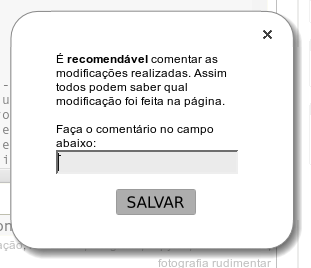 É recomendável comentar as
modificações realizadas. Assim
todos podem saber qual
modificação foi feita na página.
Faça o comentário no campo
abaixo:
SALVAR
fotografia rudimentar